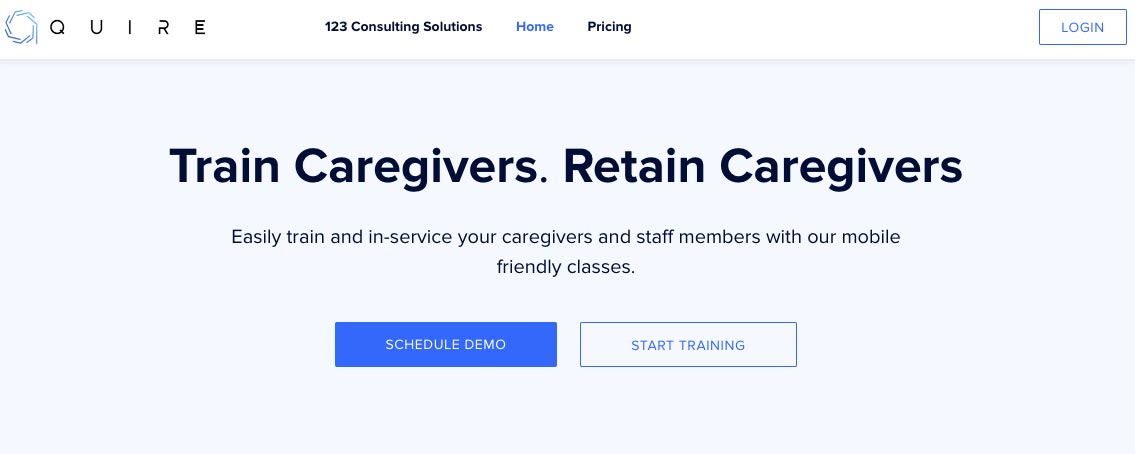 QUIRE 123 Consulting Solutions Home Pricing LOGIN
Train Caregivers. Retain Caregivers
Easily train and in-service your caregivers and staff members with our mobile
friendly classes.
SCHEDULE DEMO START TRAINING